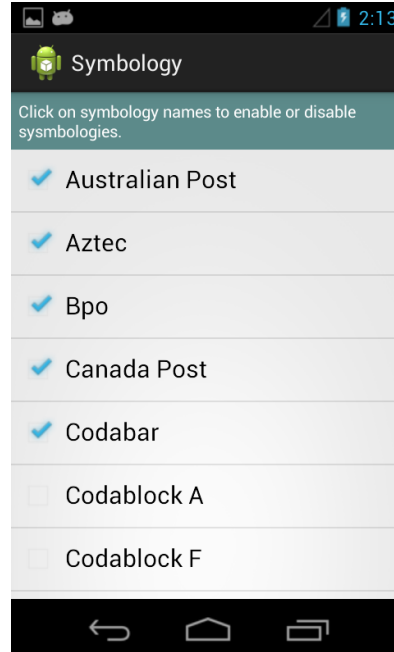 2:13
Symbology
Click on symbology names to enable or disable
sysmbologies.
Australian Post
Aztec
Bpo
Canada Post
Codabar
Codablock A
Codablock F